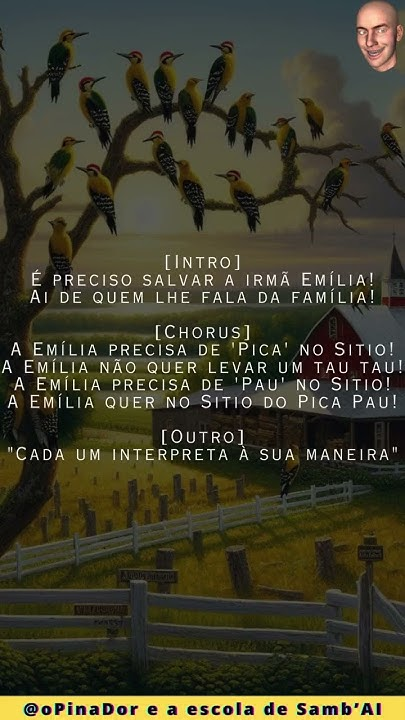 [Intro]
É preciso salvar a irmã Emília!
Ai de quem lhe fala da família!
[Chorus]
A Emília precisa de 'Pica' no Sitio!
A Emília não quer levar um tau tau!
A Emília precisa de 'Pau' no Sitio!
A Emília quer no Sitio do Pica Pau!
[Outro]
"Cada um interpreta à sua maneira"
@oPinaDor e a escola de Samb'AI